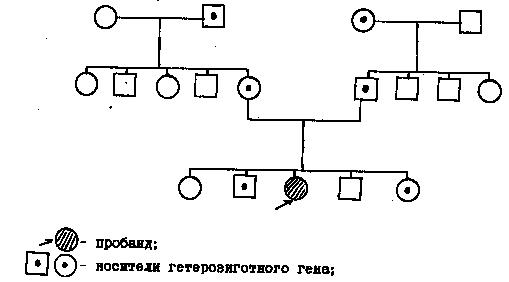 - пробанд;
- носители гетерозиготного гена;